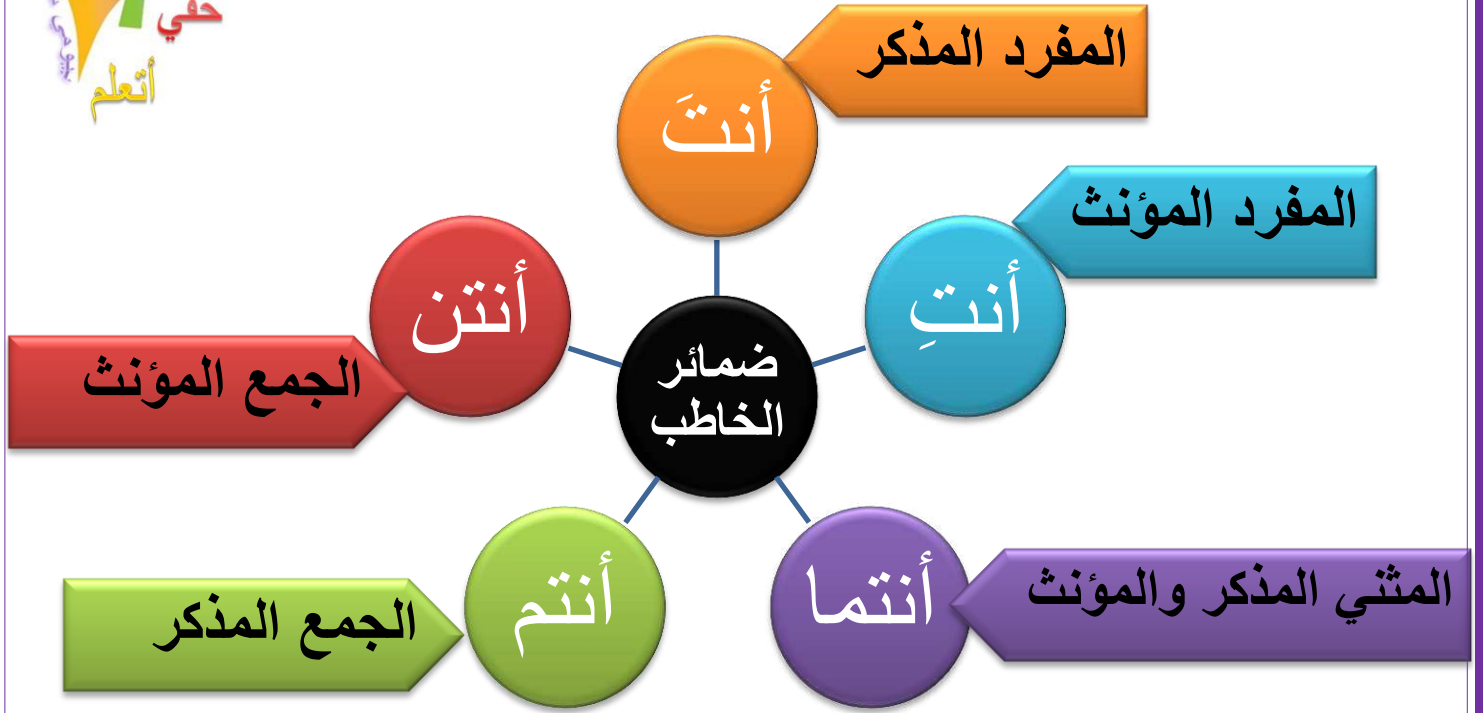 حقي
أتعلم
المفرد المذكر
أنتَ
المفرد المؤنث
أنتِ
أنتن
الجمع المؤنث
ضمائر
الخاطب
المثني المذكر والمؤنث
أنتما
أنتم
الجمع المذكر